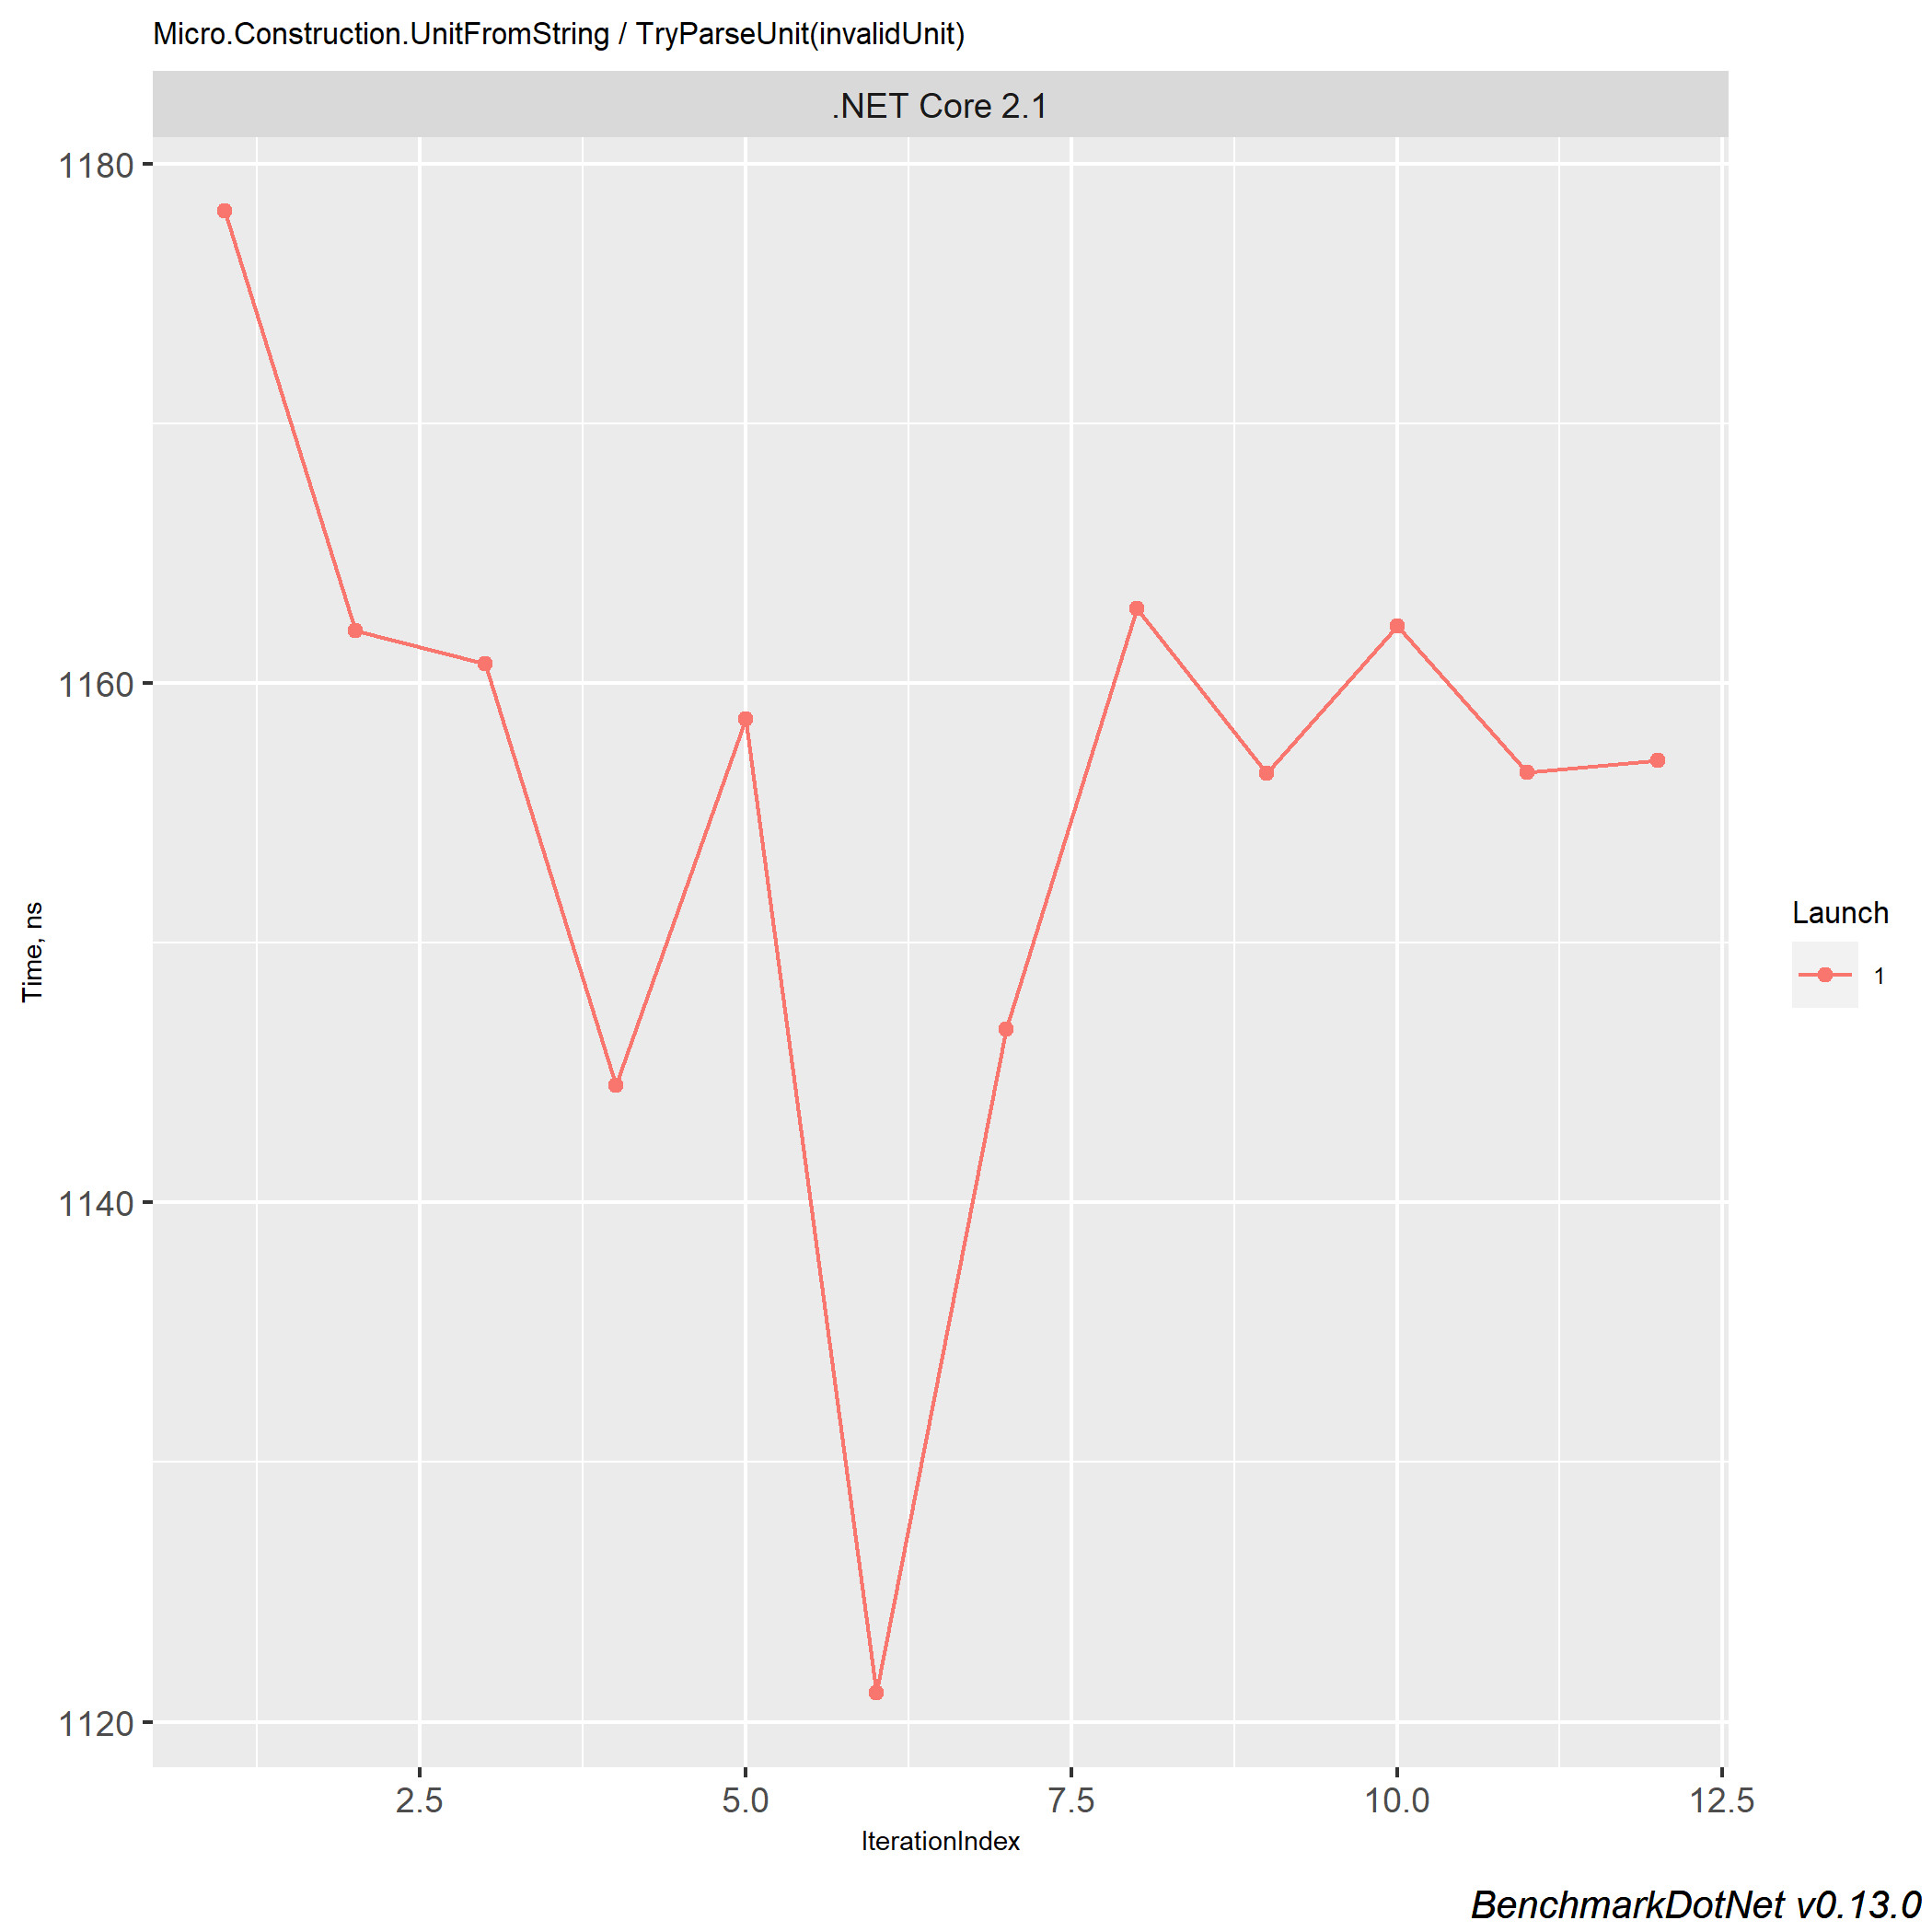 Micro.Construction.UnitFromString / TryParseUnit(invalidUnit)
.NET Core 2.1
1180
1160
1140
1120
Time, ns
2.5 5.0 7.5 10.0 12.5
IterationIndex
Launch
1
BenchmarkDotNet v0.13.0